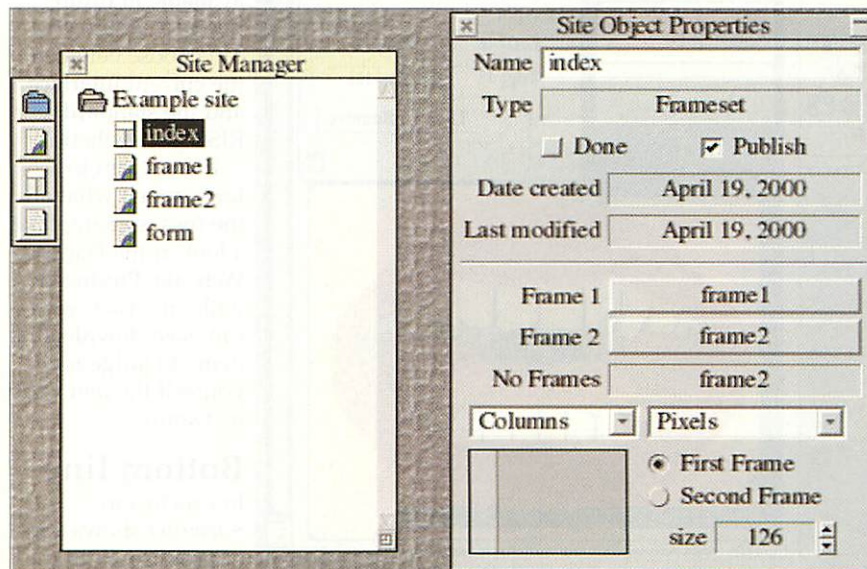 Site Manager
Example site
index
frame1
frame2
form
Site Object Properties
Name index
Type Frameset
Done Publish
Date created April 19, 2000
Last modified April 19, 2000
Frame 1 frame1
Frame 2 frame2
No Frames frame2
Columns Pixels
First Frame
Second Frame
size 126
Bottom lin